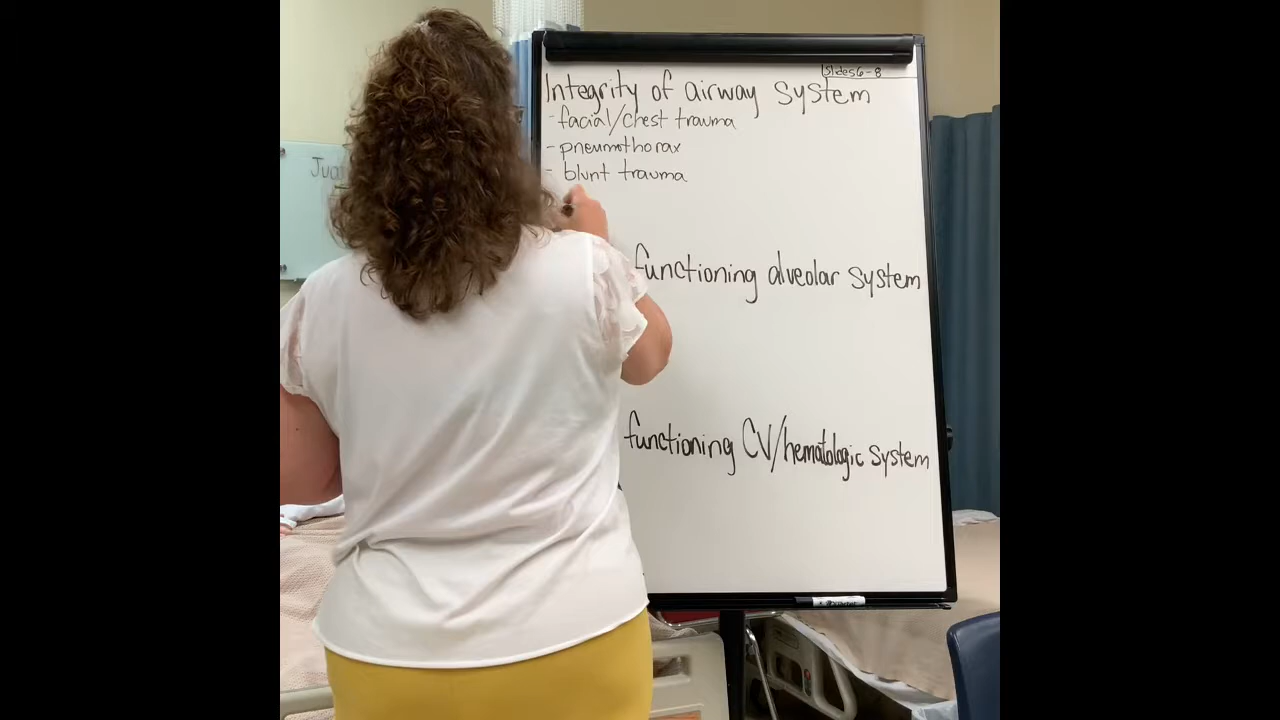 slides 6-8
Integrity of airway system
- facial/chest trauma
- pneumothorax
- blunt trauma
functioning alveolar system
functioning CV/hematologic system